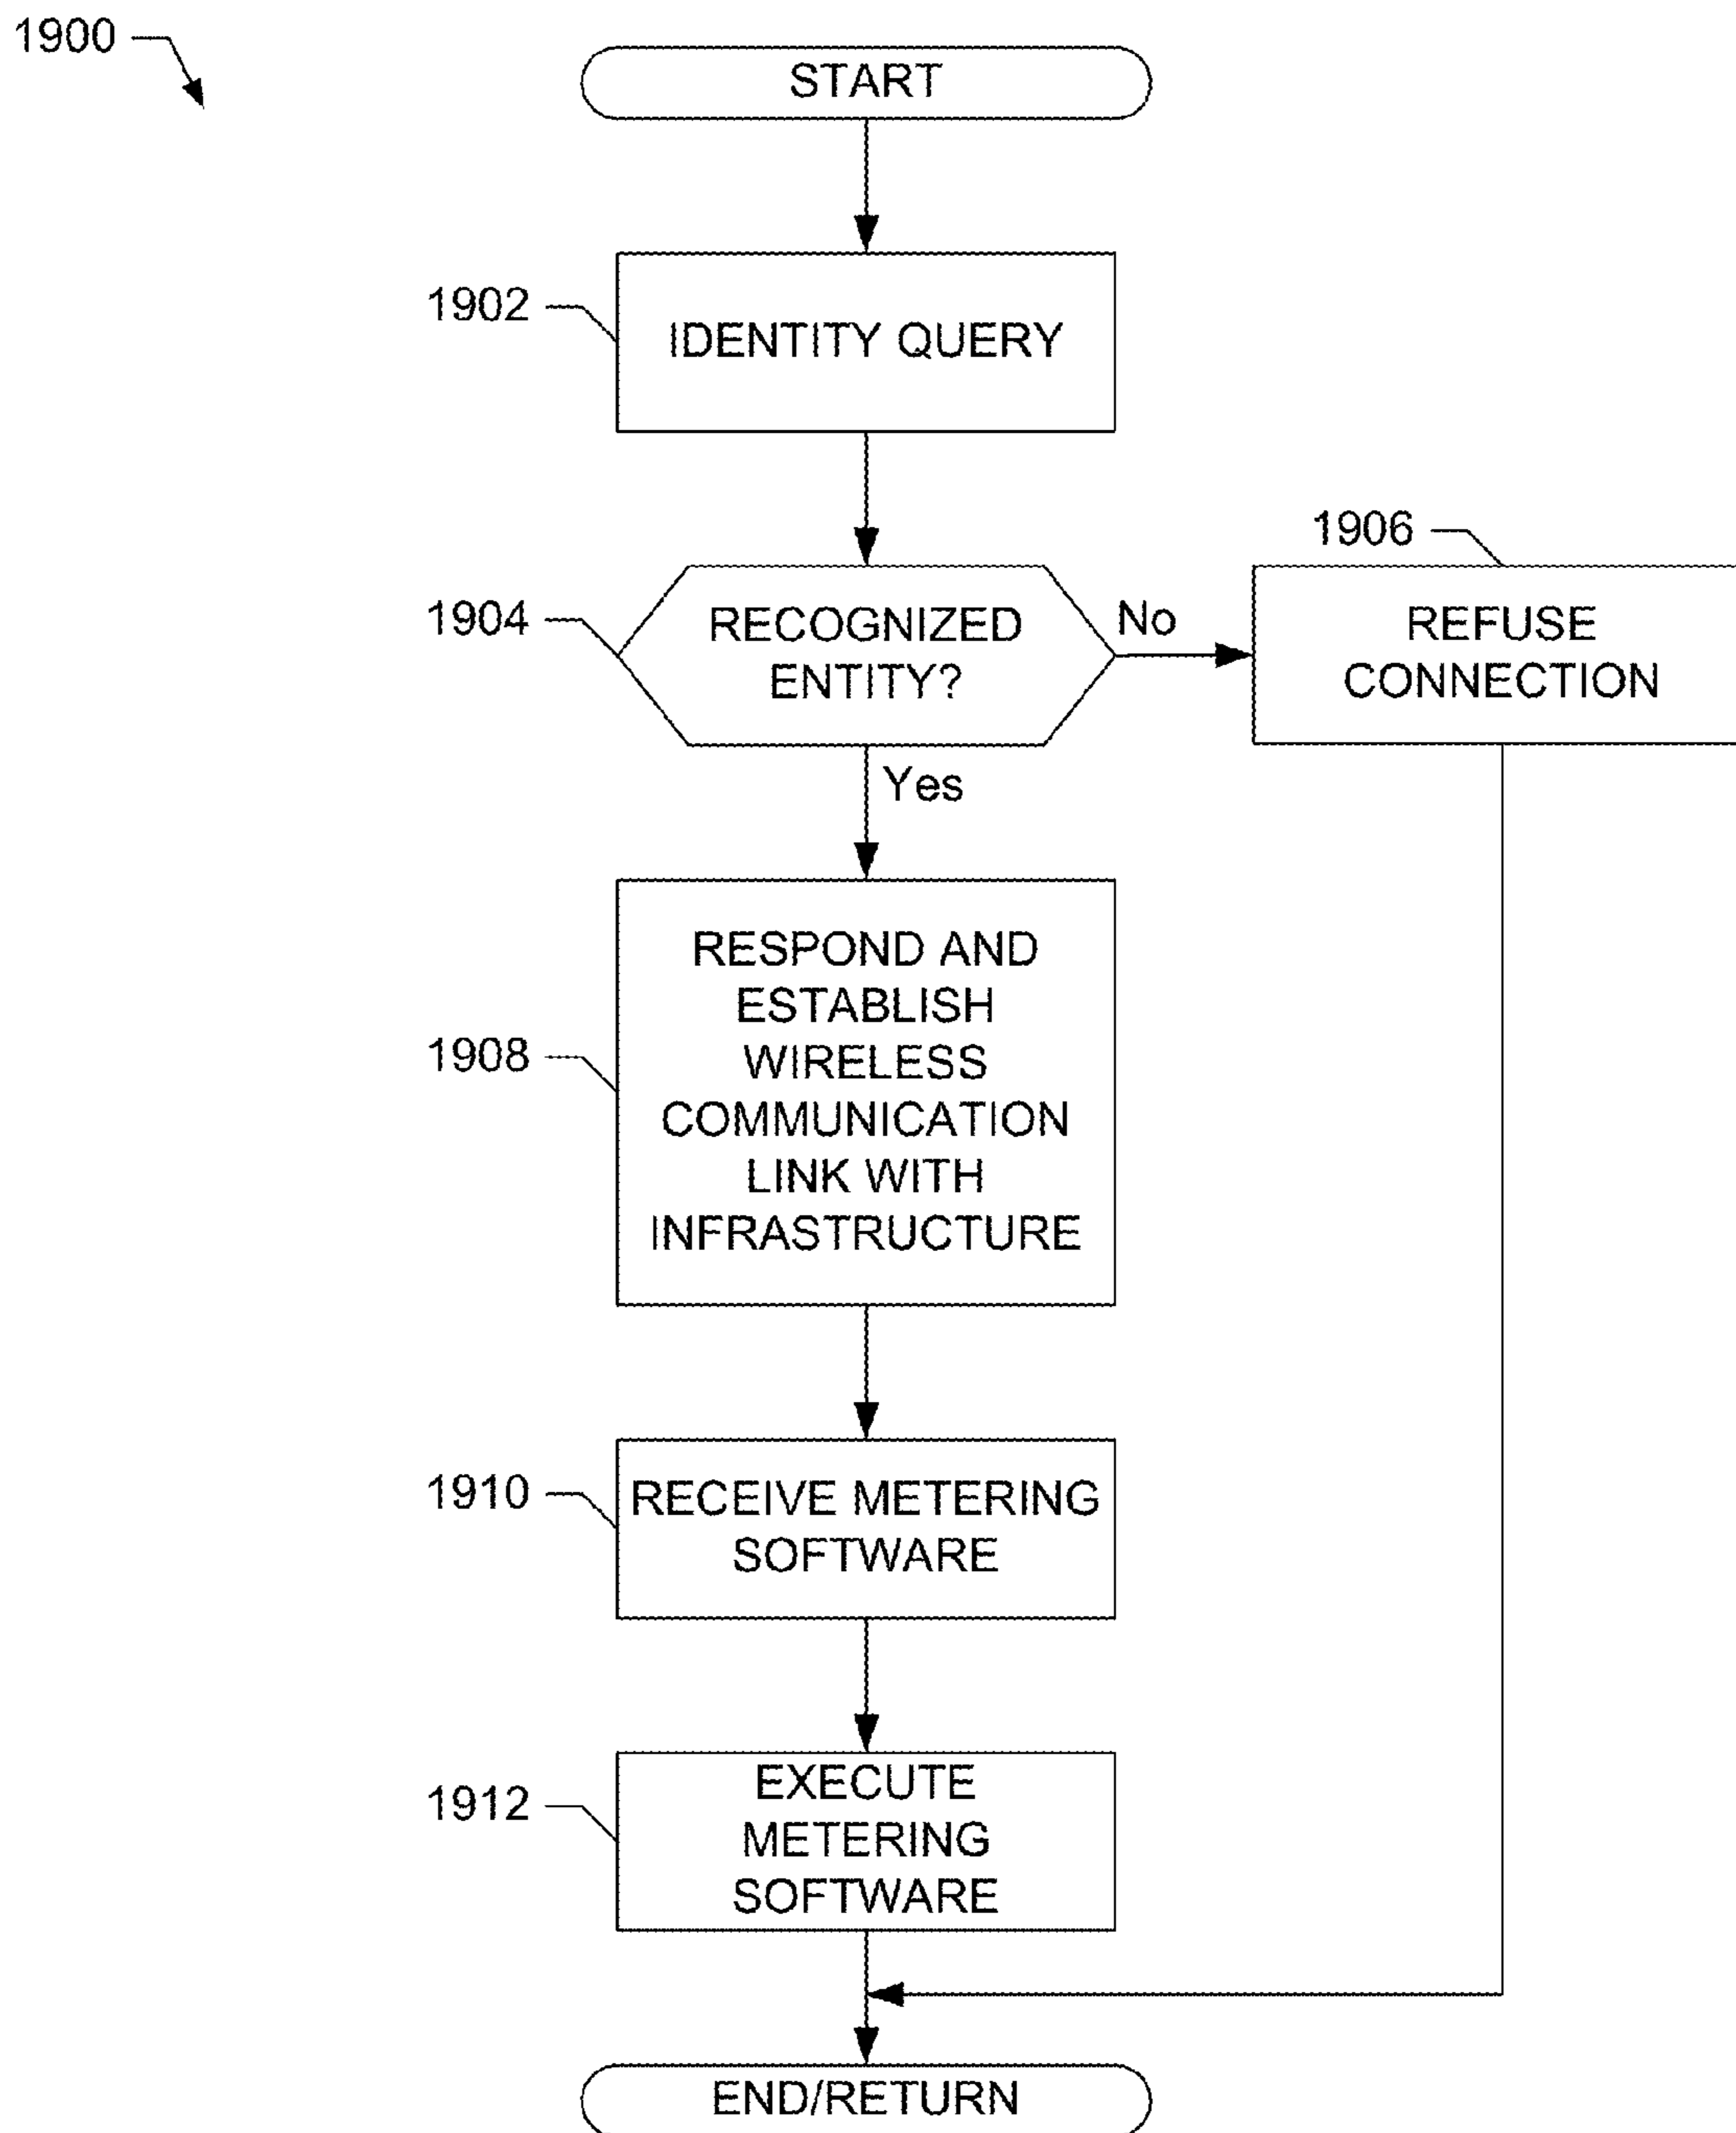 1900
START
1902
IDENTITY QUERY
1906
1904
RECOGNIZED
ENTITY?
No
REFUSE
CONNECTION
Yes
1908
RESPOND AND
ESTABLISH
WIRELESS
COMMUNICATION
LINK WITH
INFRASTRUCTURE
1910
RECEIVE METERING
SOFTWARE
1912
EXECUTE
METERING
SOFTWARE
END/RETURN